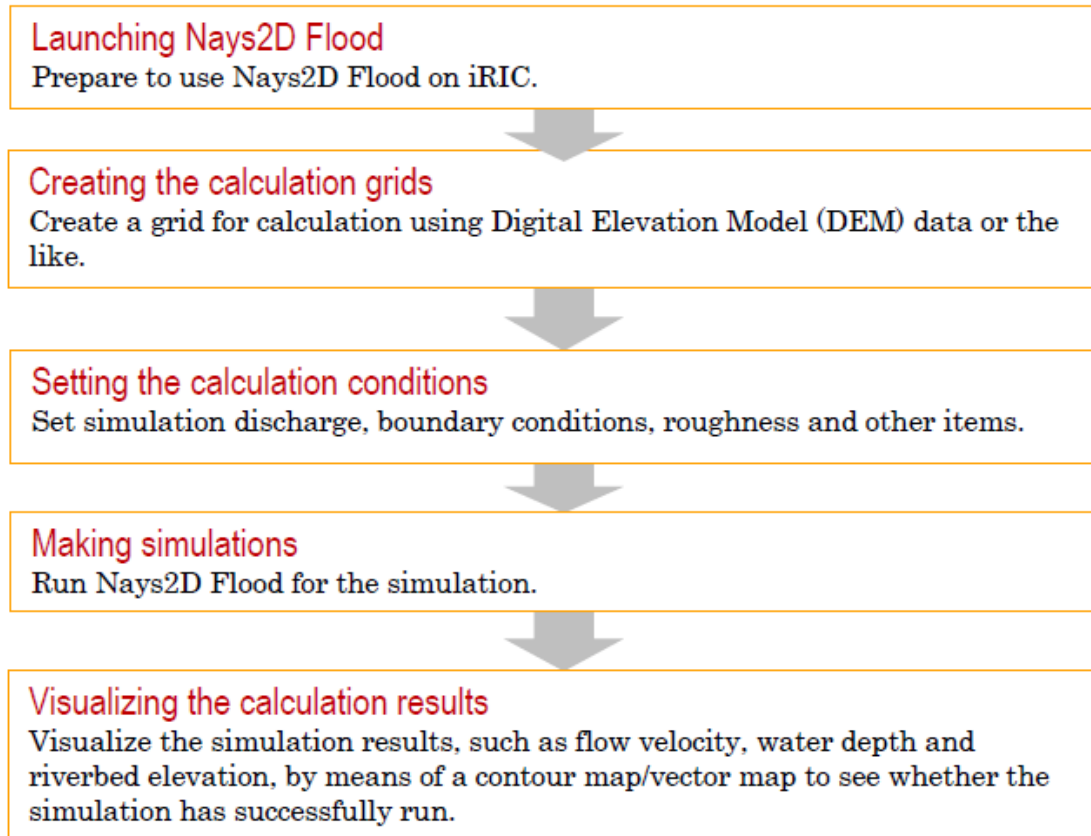 Launching Nays2D Flood
Prepare to use Nays2D Flood on iRIC.
Creating the calculation grids
Create a grid for calculation using Digital Elevation Model (DEM) data or the
like.
Setting the calculation conditions
Set simulation discharge, boundary conditions, roughness and other items.
Making simulations
Run Nays2D Flood for the simulation.
Visualizing the calculation results
Visualize the simulation results, such as flow velocity, water depth and
riverbed elevation, by means of a contour map/vector map to see whether the
simulation has successfully run.